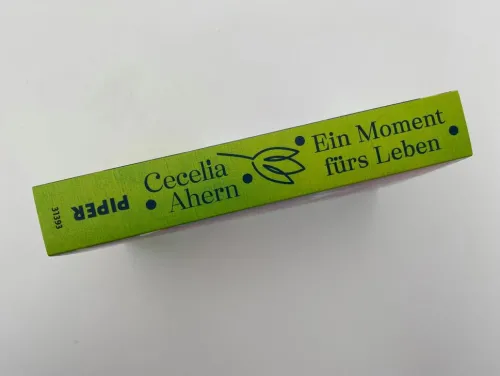 Cecelia
Ahern
Ein Moment
fürs Leben
PIPER
31393